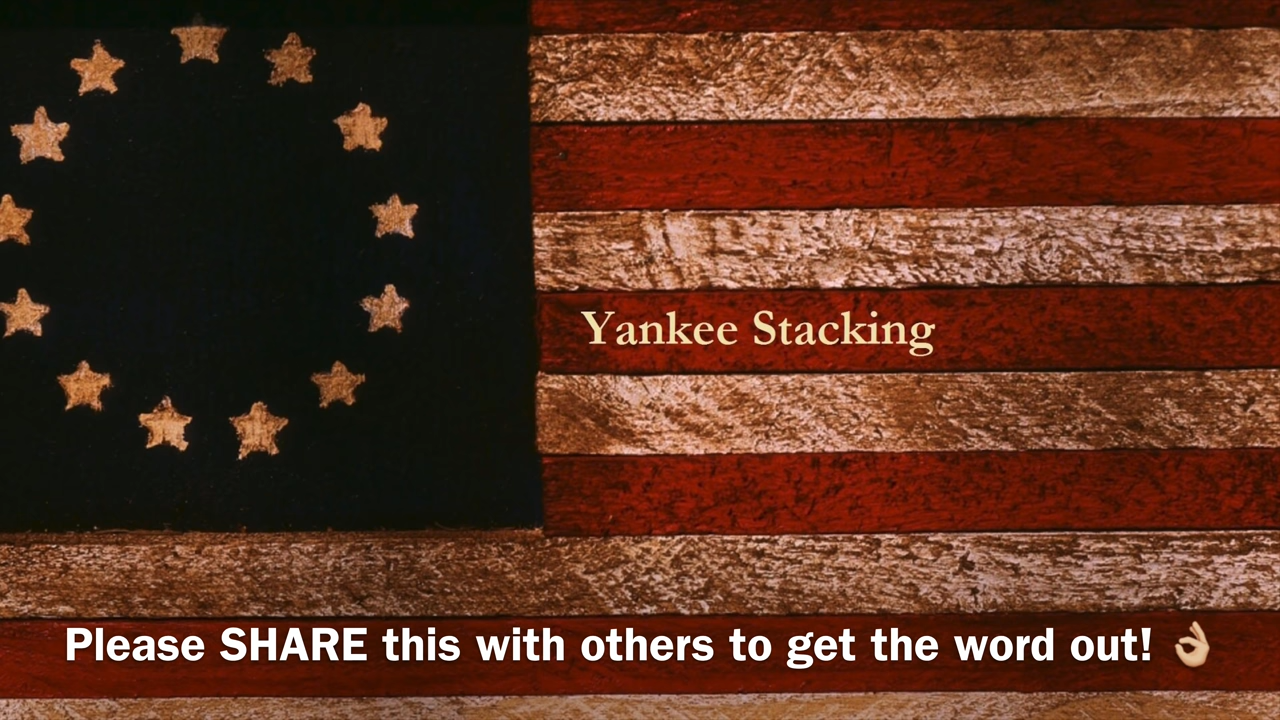 Yankee Stacking
Please SHARE this with others to get the word out! 👌🏼